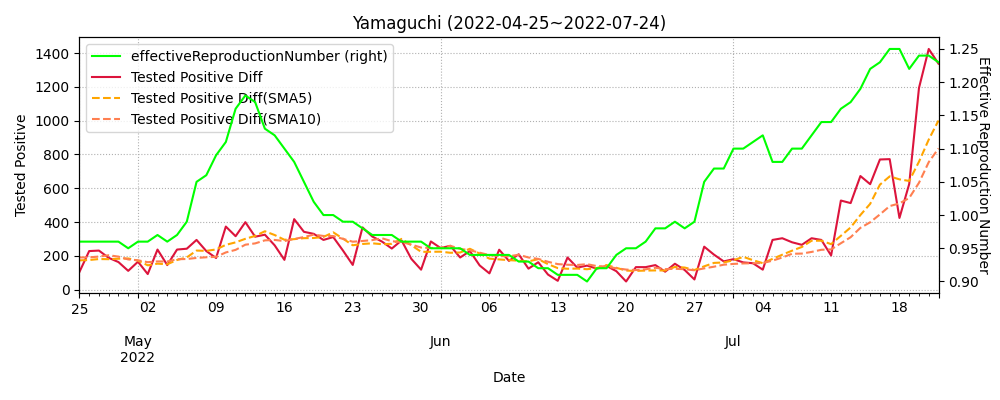 Yamaguchi (2022-04-25~2022-07-24)
effectiveReproductionNumber (right)
Tested Positive Diff
Tested Positive Diff(SMA5)
Tested Positive Diff(SMA10)
Tested Positive
1400
1200
1000
800
600
400
200
0
Effective Reproduction Number
1.25
1.20
1.15
1.10
1.05
1.00
0.95
0.90
25 02 09 16 23 30 06 13 20 27 04 11 18
May Jun Jul
2022
Date